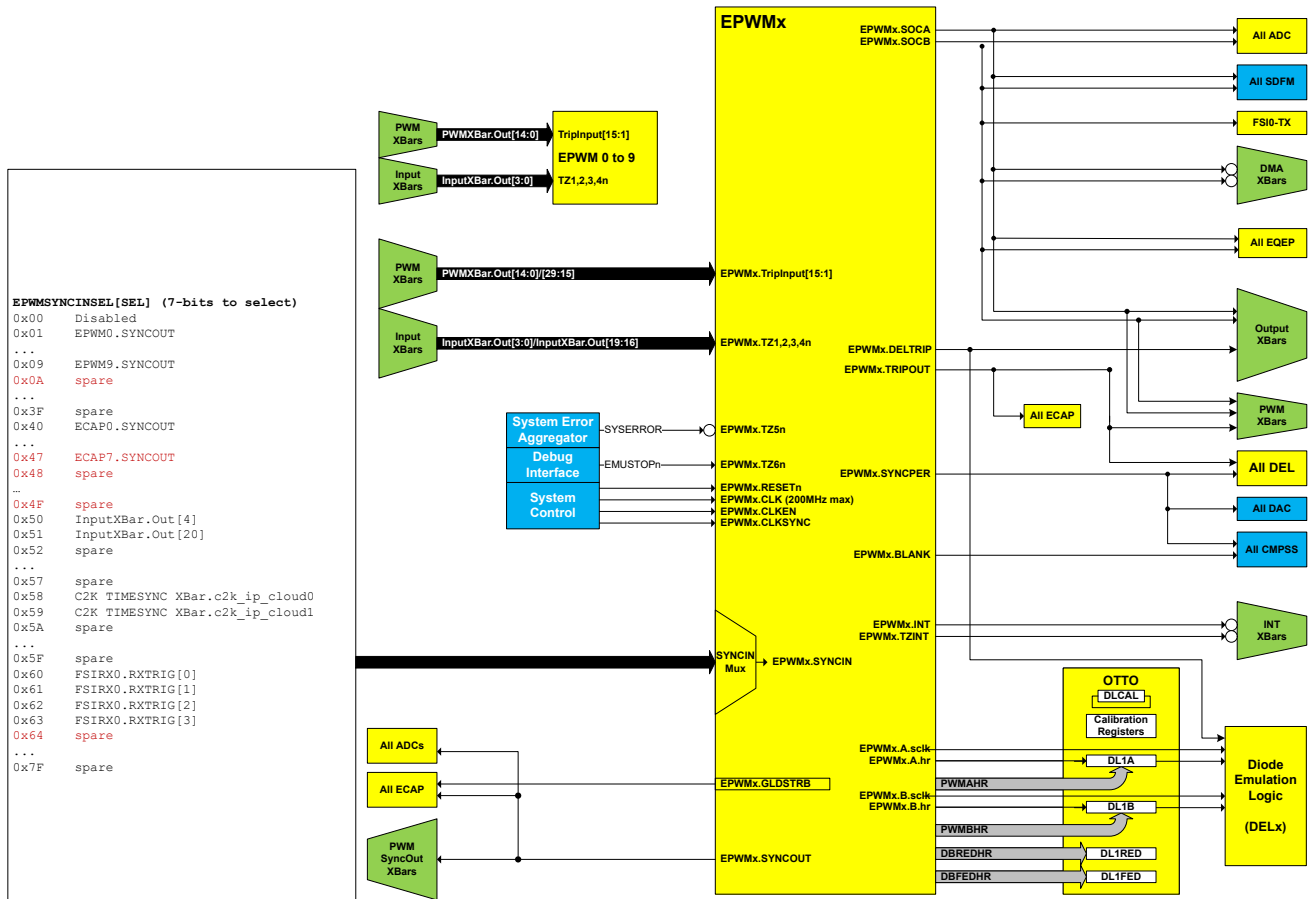 EPWMx
EPWMx.SOCA
EPWMx.SOCB
All ADC
All SDFM
FSI0-TX
DMA
XBars
All EQEP
Output
XBars
PWM
XBars
All DEL
All DAC
All CMPSS
INT
XBars
PWM
XBars
PWMXBar.Out[14:0]
TripInput[15:1]
EPWM 0 to 9
Input
XBars
InputXBar.Out[3:0]
TZ1,2,3,4n
PWM
XBars
PWMXBar.Out[14:0]/[29:15]
EPWMx.TripInput[15:1]
Input
XBars
InputXBar.Out[3:0]/InputXBar.Out[19:16]
EPWMx.TZ1,2,3,4n
EPWMx.DELTRIP
EPWMx.TRIPOUT
All ECAP
System Error
Aggregator
SYSERROR
EPWMx.TZ5n
Debug
Interface
EMUSTOPn
EPWMx.TZ6n
System
Control
EPWMx.RESETn
EPWMx.CLK (200MHz max)
EPWMx.CLKEN
EPWMx.CLKSYNC
EPWMx.SYNCPER
EPWMx.BLANK
EPWMx.INT
EPWMx.TZINT
EPWMSYNCINSEL[SEL] (7-bits to select)
0x00 Disabled
0x01 EPWM0.SYNCOUT
...
0x09 EPWM9.SYNCOUT
0x0A spare
...
0x3F spare
0x40 ECAP0.SYNCOUT
...
0x47 ECAP7.SYNCOUT
0x48 spare
…
0x4F spare
0x50 InputXBar.Out[4]
0x51 InputXBar.Out[20]
0x52 spare
...
0x57 spare
0x58 C2K TIMESYNC XBar.c2k_ip_cloud0
0x59 C2K TIMESYNC XBar.c2k_ip_cloud1
0x5A spare
...
0x5F spare
0x60 FSIRX0.RXTRIG[0]
0x61 FSIRX0.RXTRIG[1]
0x62 FSIRX0.RXTRIG[2]
0x63 FSIRX0.RXTRIG[3]
0x64 spare
...
0x7F spare
SYNCIN
Mux
EPWMx.SYNCIN
All ADCs
All ECAP
PWM
SyncOut
XBars
EPWMx.GLDSTRB
EPWMx.SYNCOUT
EPWMx.A.sclk
EPWMx.A.hr
PWMAHR
EPWMx.B.sclk
EPWMx.B.hr
PWMBHR
DBREDHR
DBFEDHR
OTTO
DLCAL
Calibration
Registers
DL1A
DL1B
DL1RED
DL1FED
Diode
Emulation
Logic
(DELx)